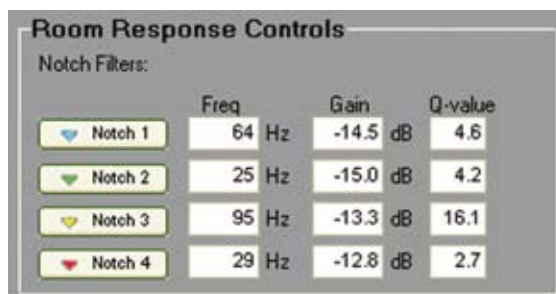 Room Response Controls
Notch Filters:
Freq Gain Q-value
Notch 1 64 Hz -14.5 dB 4.6
Notch 2 25 Hz -15.0 dB 4.2
Notch 3 95 Hz -13.3 dB 16.1
Notch 4 29 Hz -12.8 dB 2.7